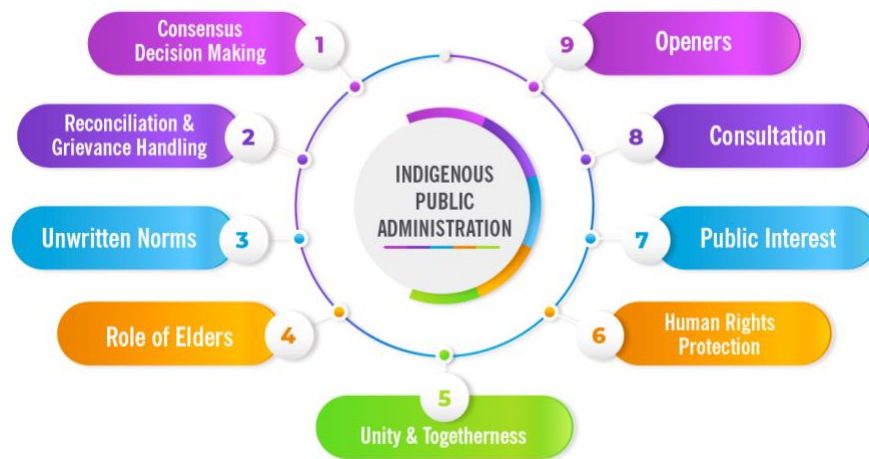 Consensus
Decision Making
1
Reconciliation &
Grievance Handling
2
Unwritten Norms
3
Role of Elders
4
Unity & Togetherness
5
Human Rights
Protection
6
Public Interest
7
Consultation
8
Openers
9
INDIGENOUS
PUBLIC
ADMINISTRATION